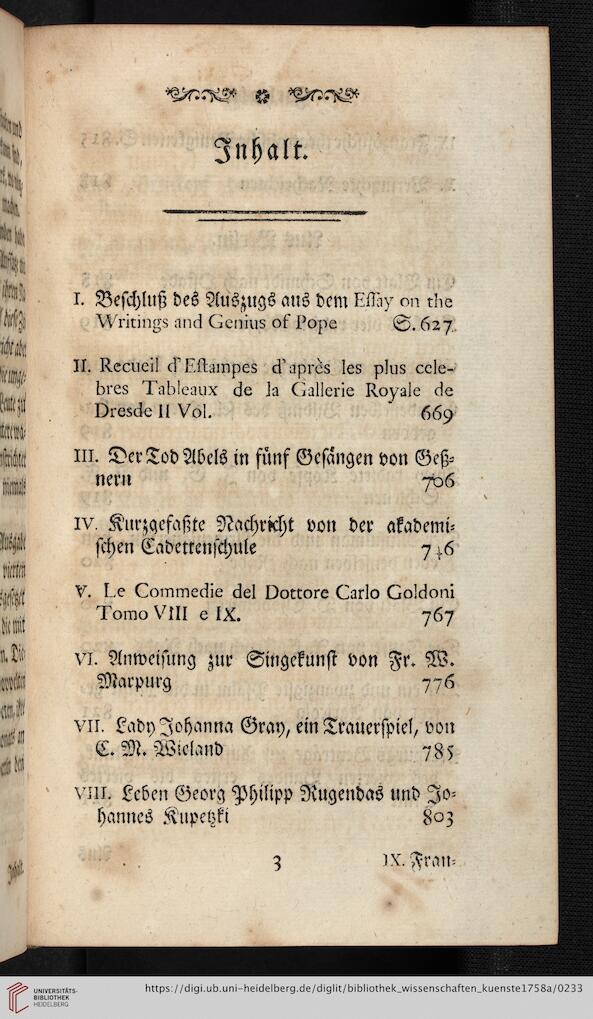 Inhalt.
I. Beschluß des Auszugs aus dem Essay on the
Writings and Genius of Pope S. 627.
II. Recueil d'Estampes d'après les plus cele-
bres Tableaux de la Gallerie Royale de
Dresde II Vol. 669
III. Der Tod Abels in fünf Gesängen von Geß-
nern 706
IV. Kurzgefaßte Nachricht von der akademi-
schen Cadettenschule 746
V. Le Commedie del Dottore Carlo Goldoni
Tomo VIII e IX. 767
VI. Anweisung zur Singekunst von Fr. W.
Marpurg 776
VII. Lady Johanna Gray, ein Trauerspiel, von
C. M. Wieland 785
VIII. Leben Georg Philipp Rugendas und Jo-
hannes Kupetzki 803
3 IX. Fran-
UNIVERSITÄTS-
BIBLIOTHEK
HEIDELBERG
https://digi.ub.uni-heidelberg.de/diglit/bibliothek_wissenschaften_kuenste1758a/0233